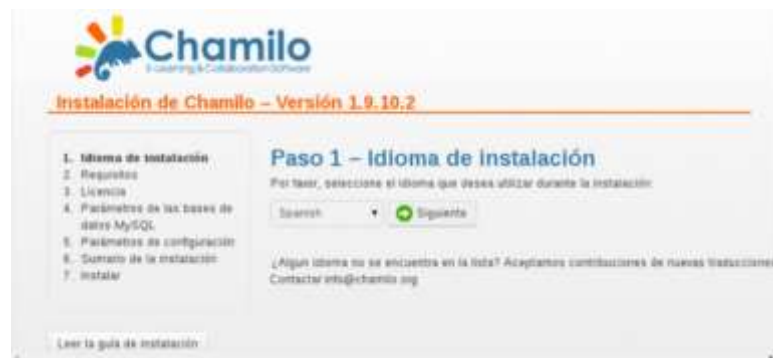 Chamilo
E-Learning & Collaboration Software
Instalación de Chamilo – Versión 1.9.10.2
1. Idioma de instalación
2. Requisitos
3. Licencia
4. Parámetros de las bases de
datos MySQL
5. Parámetros de configuración
6. Sumario de la instalación
7. Instalar
Paso 1 – Idioma de instalación
Por favor, seleccione el idioma que desea utilizar durante la instalación
Spanish
Siguiente
¿Algun idioma no se encuentra en la lista? Aceptamos contribuciones de nuevas traducciones
Contactar info@chamilo.org
Leer la guía de instalación